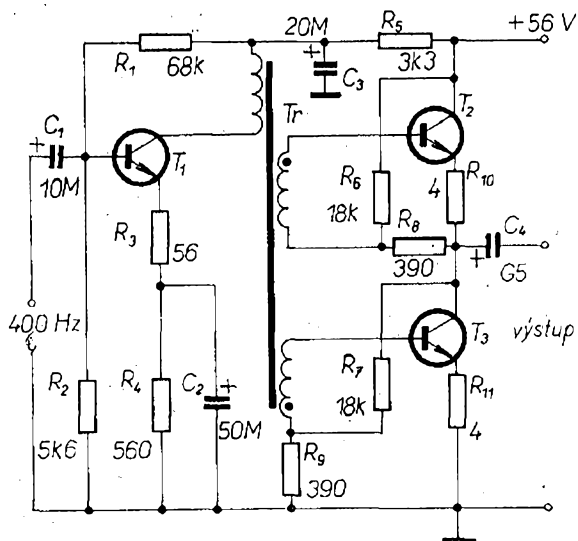 20M
R5
+56 V
R1
68k
C3
3k3
T2
C1
Tr
10M
T1
R6
R10
4
R3
18k
R8
C4
56
390
G5
400 Hz
T3
výstup
R2
R4
C2
R7
R11
5k6
560
50M
18k
4
R9
390